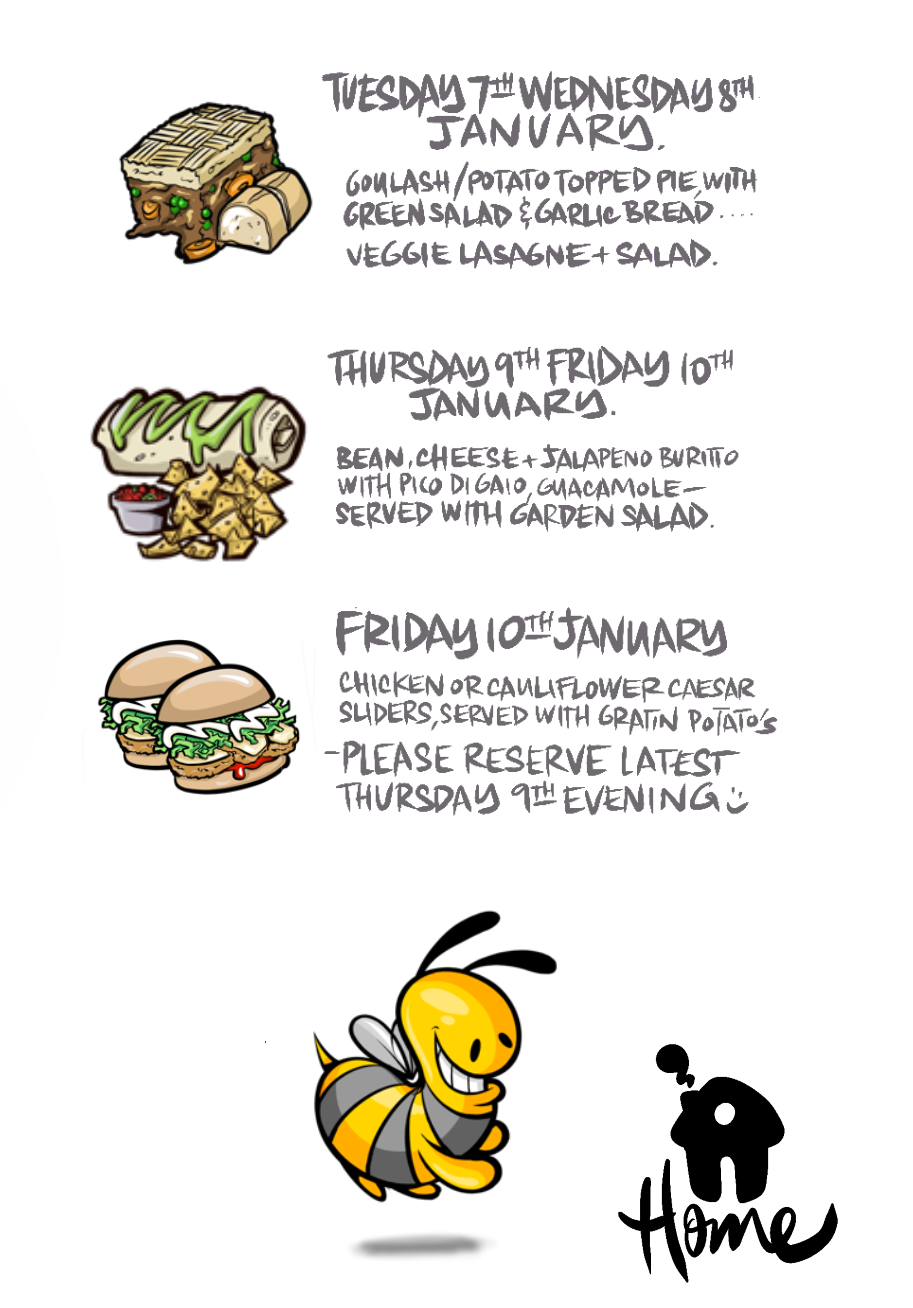 TUESDAY 7TH WEDNESDAY 8TH
JANUARY.
GOULASH/POTATO TOPPED PIE, WITH
GREEN SALAD & GARLIC BREAD ....
VEGGIE LASAGNE + SALAD.
THURSDAY 9TH FRIDAY 10TH
JANUARY.
BEAN, CHEESE + JALAPENO BURITTO
WITH PICO DI GAIO, GUACAMOLE—
SERVED WITH GARDEN SALAD.
FRIDAY 10TH JANUARY
CHICKEN OR CAULIFLOWER CAESAR
SLIDERS, SERVED WITH GRATIN POTATO'S
-PLEASE RESERVE LATEST
THURSDAY 9TH EVENING :)
Home